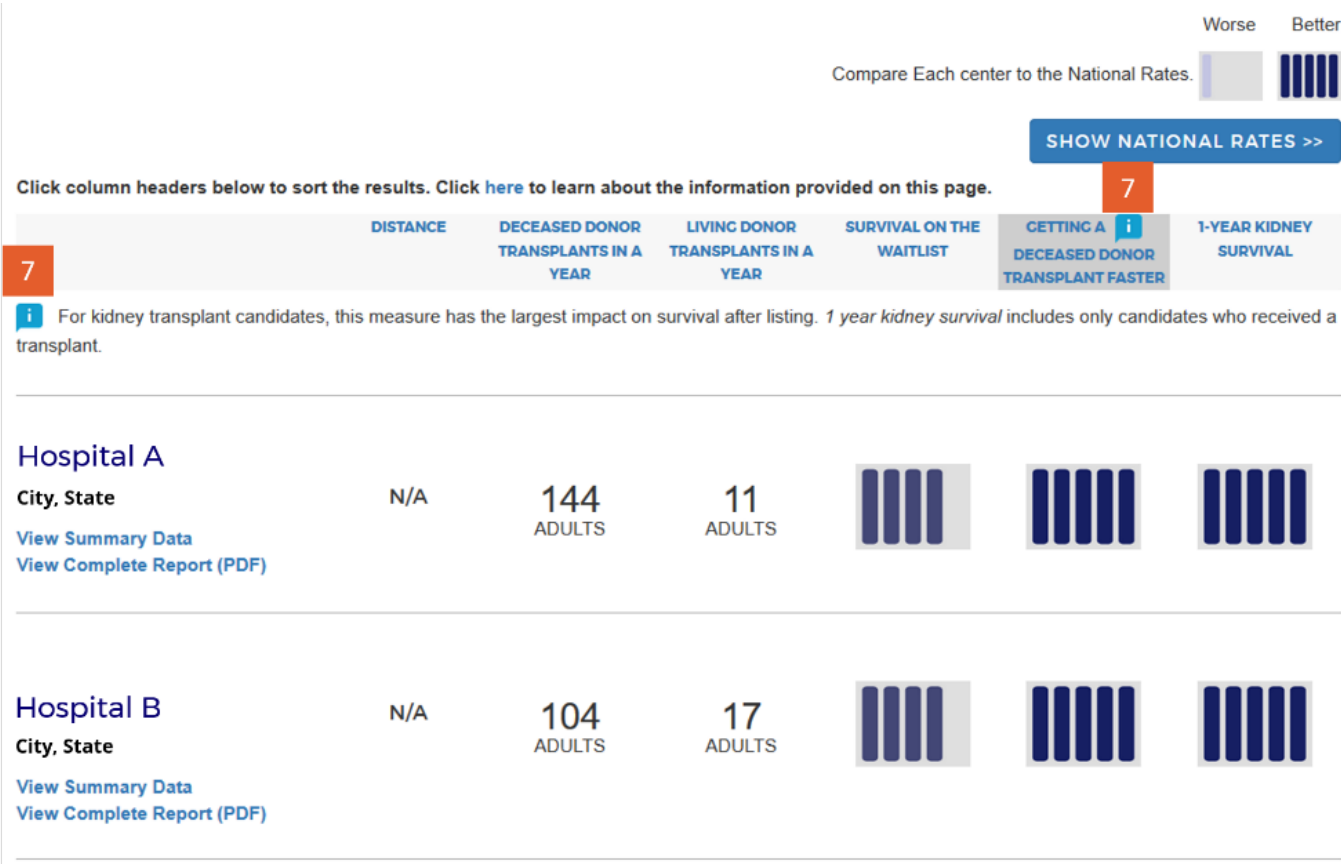 Worse Better
Compare Each center to the National Rates.
SHOW NATIONAL RATES >>
Click column headers below to sort the results. Click here to learn about the information provided on this page.
7
DISTANCE
DECEASED DONOR
TRANSPLANTS IN A
YEAR
LIVING DONOR
TRANSPLANTS IN A
YEAR
SURVIVAL ON THE
WAITLIST
GETTING A i
DECEASED DONOR
TRANSPLANT FASTER
1-YEAR KIDNEY
SURVIVAL
7
i For kidney transplant candidates, this measure has the largest impact on survival after listing. 1 year kidney survival includes only candidates who received a
transplant.
Hospital A
City, State
View Summary Data
View Complete Report (PDF)
N/A
144
ADULTS
11
ADULTS
Hospital B
City, State
View Summary Data
View Complete Report (PDF)
N/A
104
ADULTS
17
ADULTS